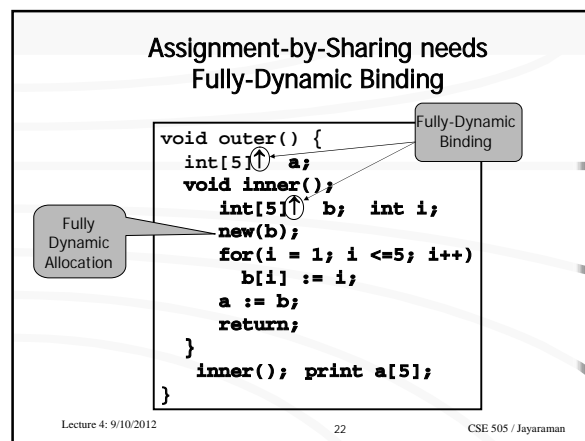 Assignment-by-Sharing needs
Fully-Dynamic Binding
Fully-Dynamic
Binding
void outer() {
int[5]↑ a;
void inner();
int[5]↑ b; int i;
Fully
Dynamic
Allocation
new(b);
for(i = 1; i <=5; i++)
b[i] := i;
a := b;
return;
}
inner(); print a[5];
}
Lecture 4: 9/10/2012
22
CSE 505 / Jayaraman